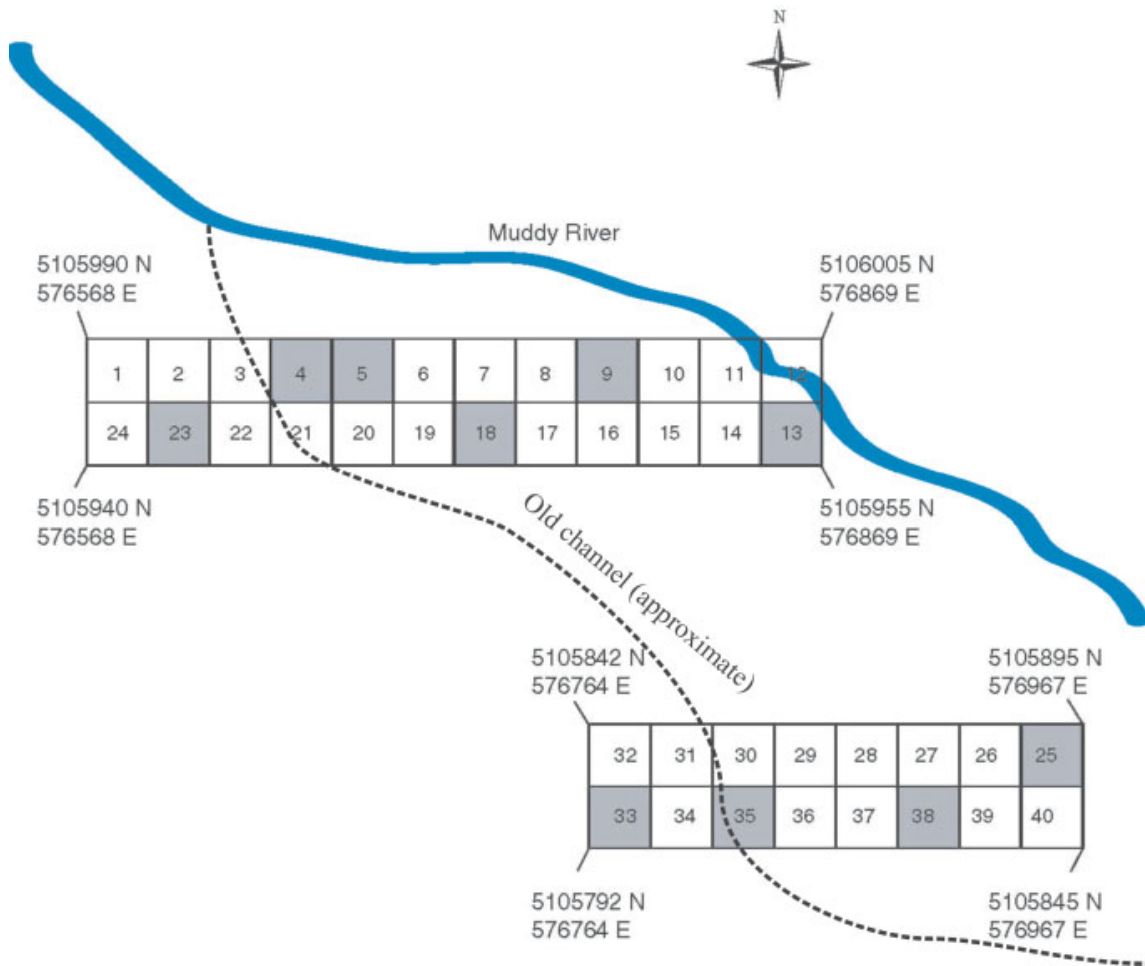 N
Muddy River
5105990 N
576568 E
5106005 N
576869 E
1 2 3 4 5 6 7 8 9 10 11 12
24 23 22 21 20 19 18 17 16 15 14 13
5105940 N
576568 E
5105955 N
576869 E
Old channel (approximate)
5105842 N
576764 E
5105895 N
576967 E
32 31 30 29 28 27 26 25
33 34 35 36 37 38 39 40
5105792 N
576764 E
5105845 N
576967 E